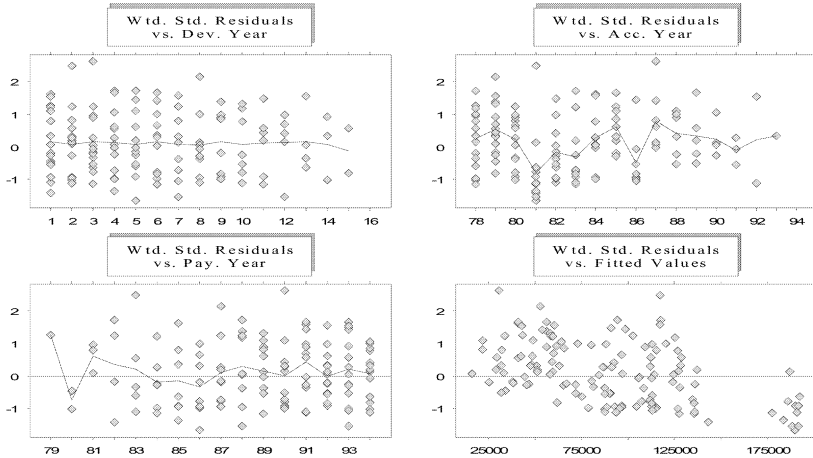 Wtd. Std. Residuals
vs. Dev. Year
2
1
0
-1
1 2 3 4 5 6 7 8 9 10 12 14 16
Wtd. Std. Residuals
vs. Acc. Year
2
1
0
-1
78 80 82 84 86 88 90 92 94
Wtd. Std. Residuals
vs. Pay. Year
2
1
0
-1
79 81 83 85 87 89 91 93
Wtd. Std. Residuals
vs. Fitted Values
2
1
0
-1
25000 75000 125000 175000